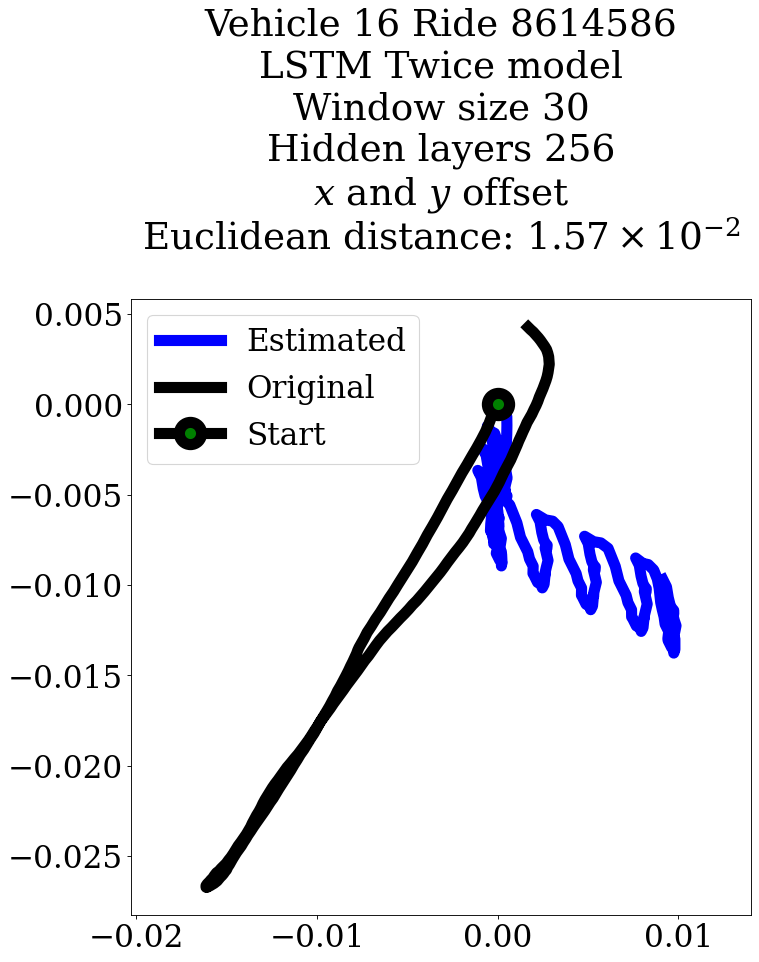 Vehicle 16 Ride 8614586
LSTM Twice model
Window size 30
Hidden layers 256
x and y offset
Euclidean distance: 1.57 × 10⁻²
Estimated
Original
Start
0.005
0.000
−0.005
−0.010
−0.015
−0.020
−0.025
−0.02
−0.01
0.00
0.01